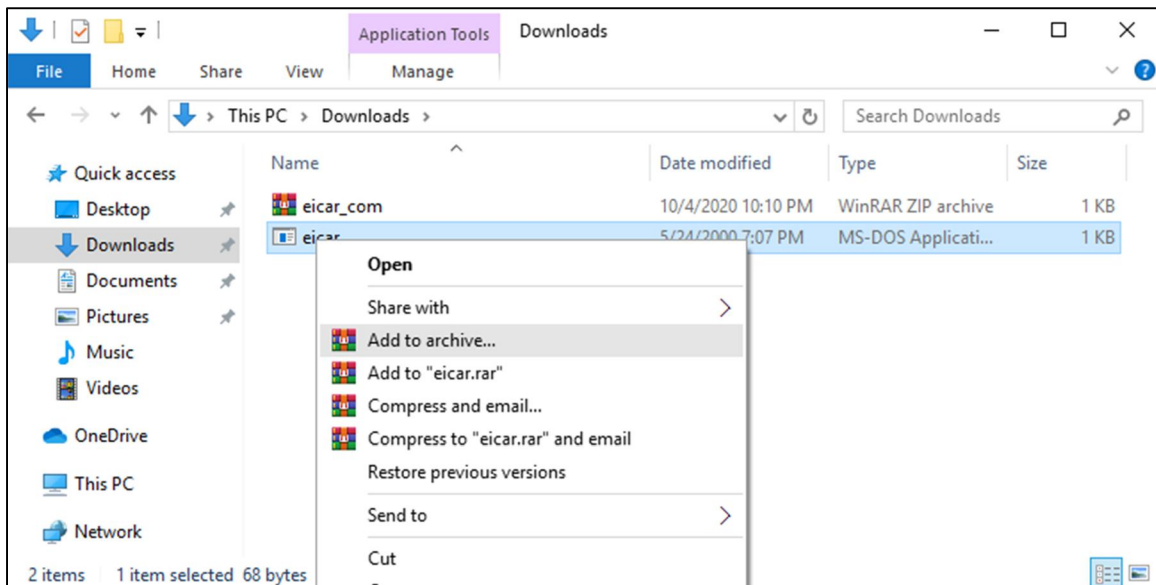 Application Tools Downloads
File Home Share View Manage
This PC > Downloads > Search Downloads
Name Date modified Type Size
Quick access
Desktop
Downloads
Documents
Pictures
Music
Videos
OneDrive
This PC
Network
eicar_com 10/4/2020 10:10 PM WinRAR ZIP archive 1 KB
eicar 5/24/2000 7:07 PM MS-DOS Applicati... 1 KB
Open
Share with
Add to archive...
Add to "eicar.rar"
Compress and email...
Compress to "eicar.rar" and email
Restore previous versions
Send to
Cut
2 items 1 item selected 68 bytes